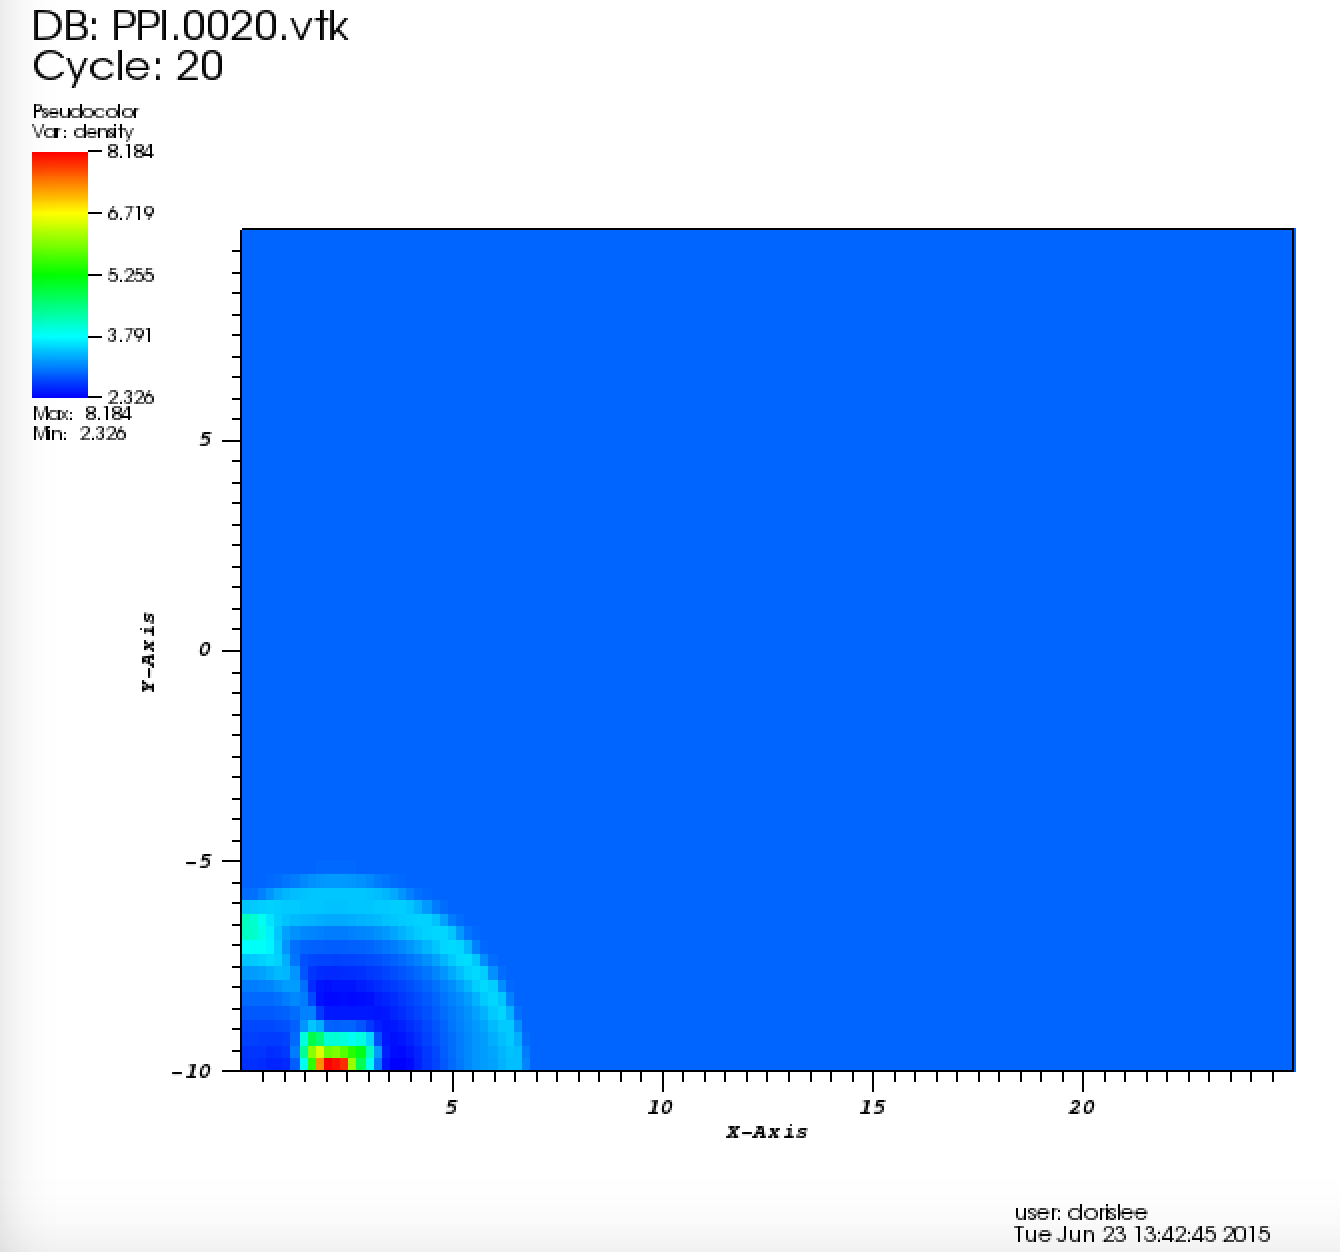 DB: PPI.0020.vtk
Cycle: 20
Pseudocolor
Var: density
8.184
6.719
5.255
3.791
2.326
Max: 8.184
Min: 2.326
5
0
-5
-10
Y-Axis
5
10
15
20
X-Axis
user: dorislee
Tue Jun 23 13:42:45 2015